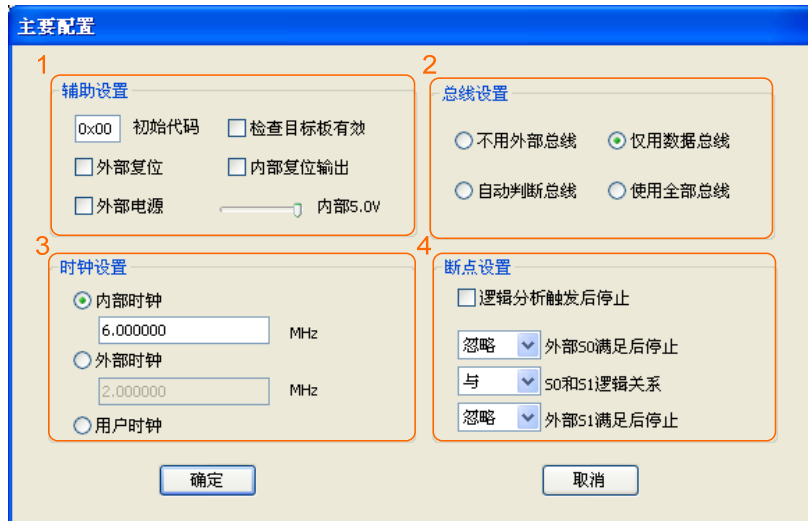 主要配置
1
辅助设置
0x00 初始代码 检查目标板有效
外部复位 内部复位输出
外部电源 内部5.0V
2
总线设置
不用外部总线 仅用数据总线
自动判断总线 使用全部总线
3
时钟设置
内部时钟
6.000000 MHz
外部时钟
2.000000 MHz
用户时钟
4
断点设置
逻辑分析触发后停止
忽略 外部S0满足后停止
与 S0和S1逻辑关系
忽略 外部S1满足后停止
确定 取消